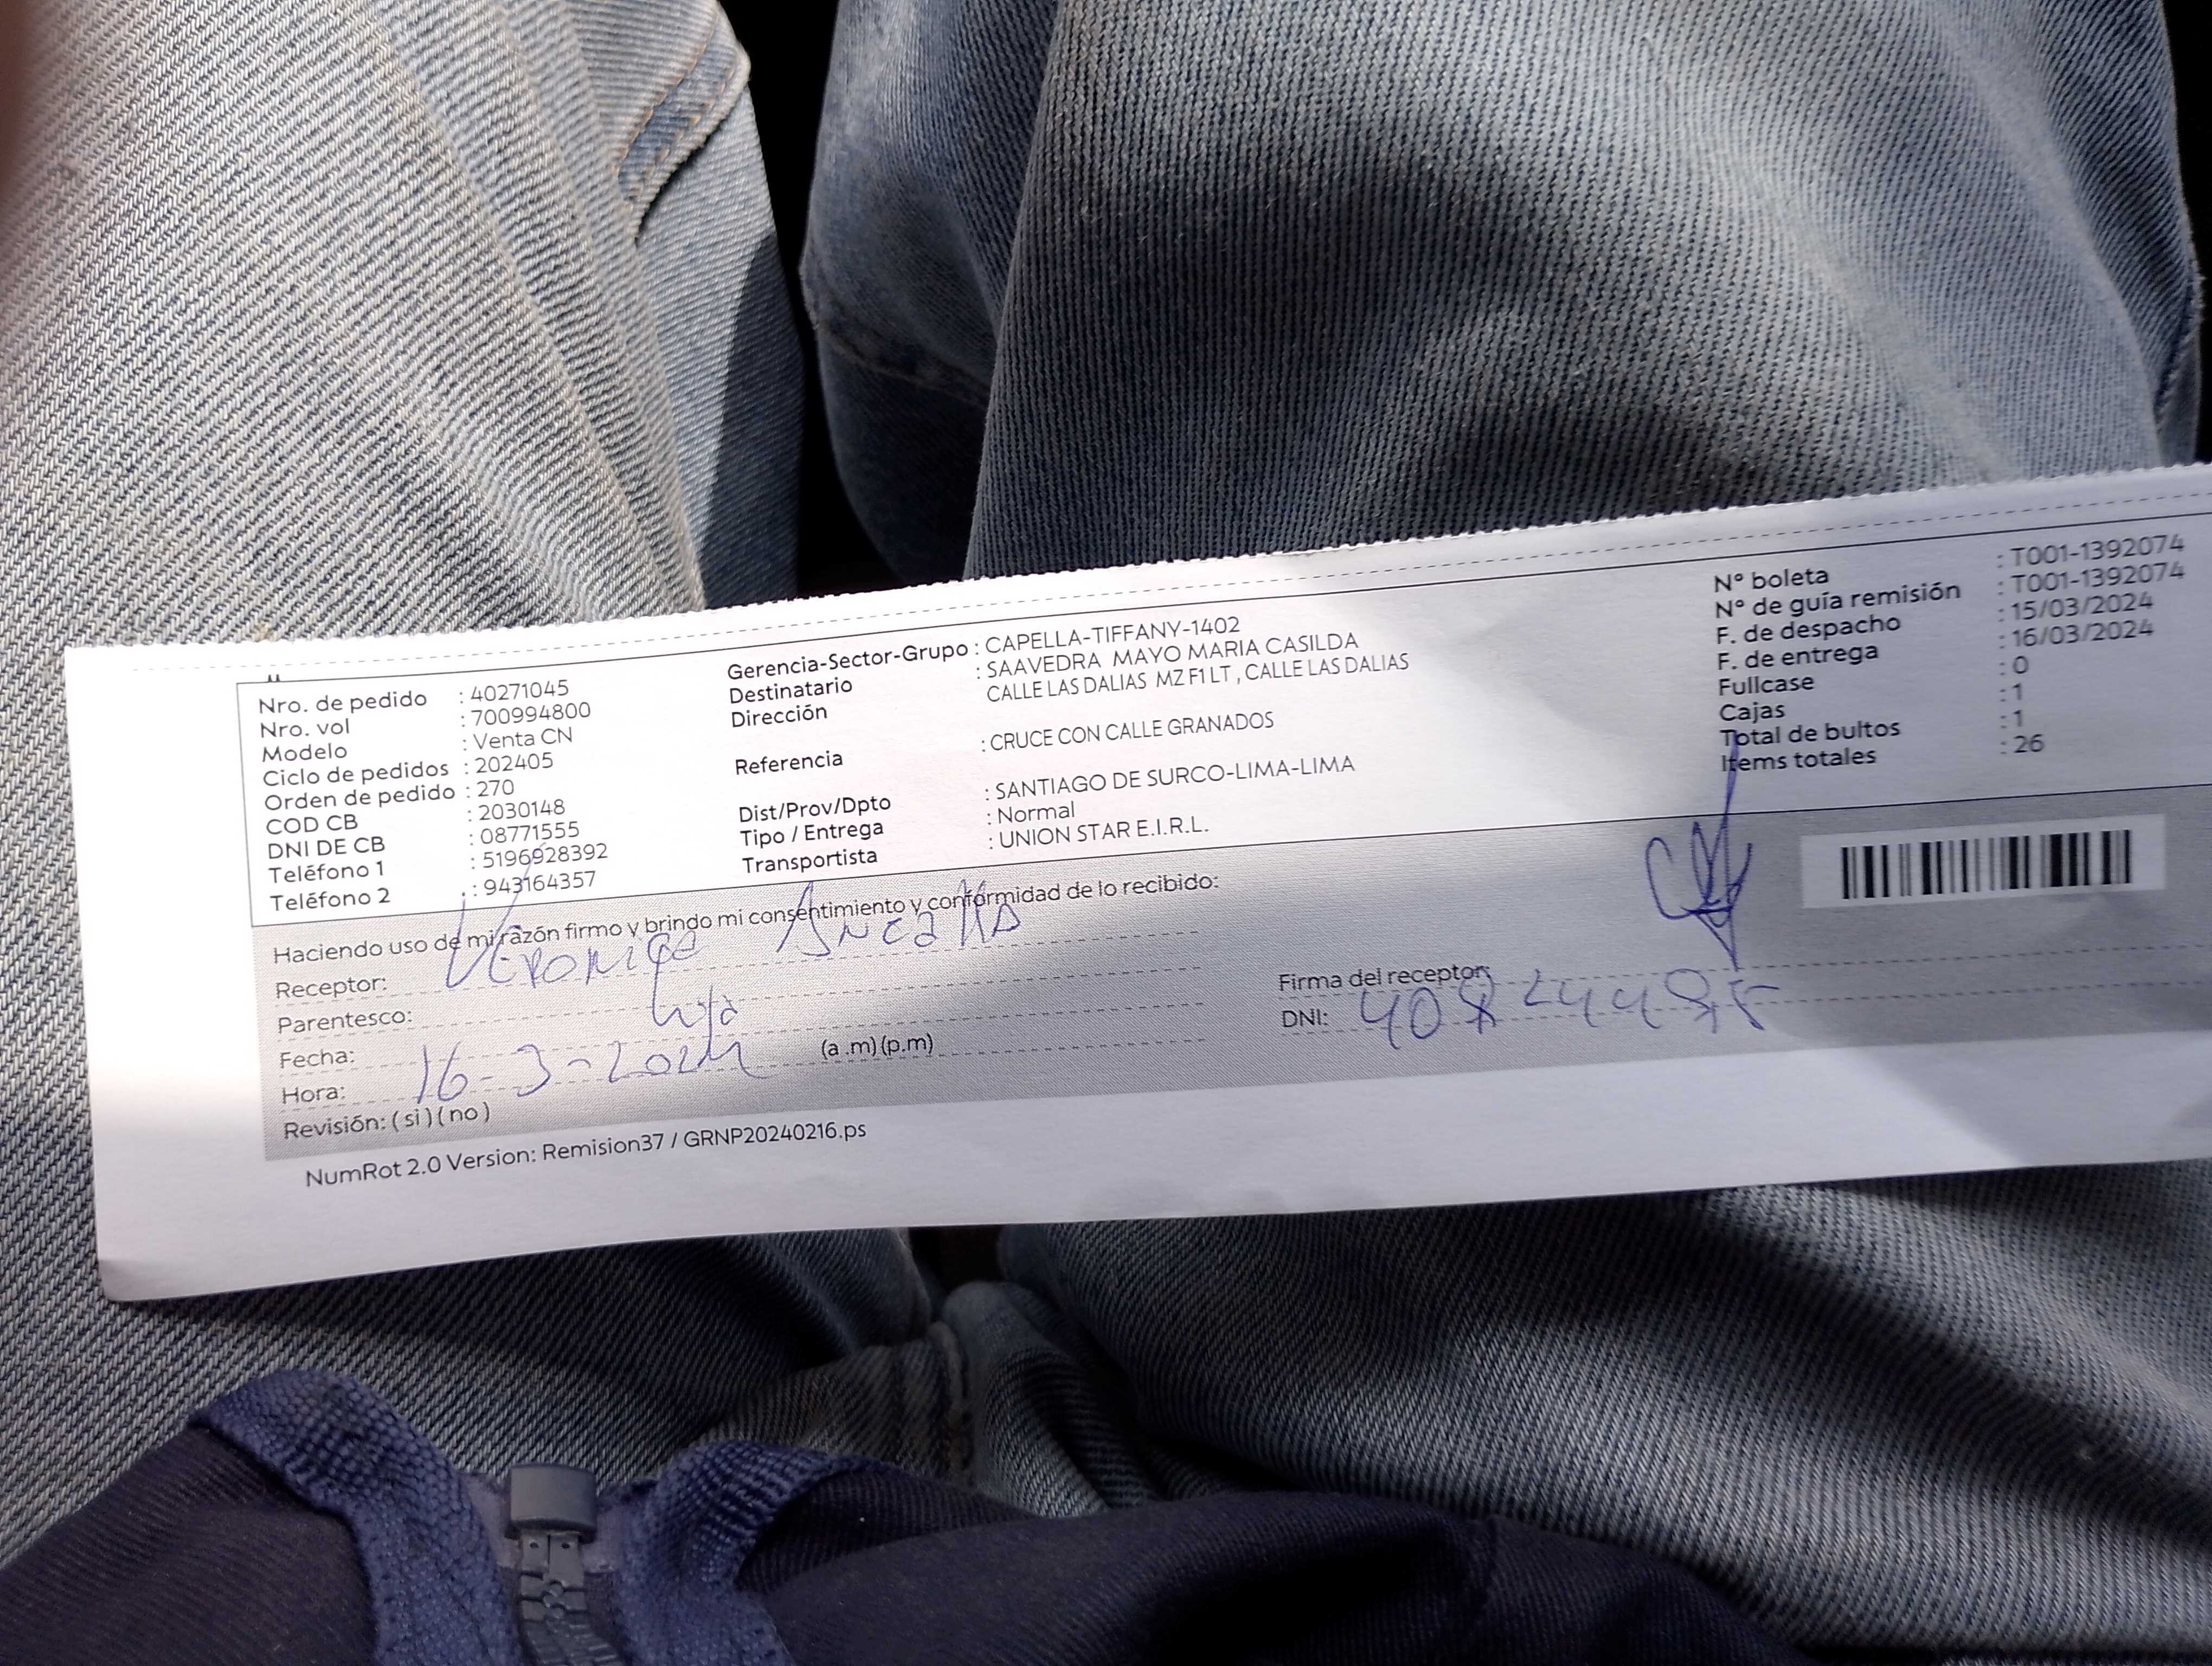 Nro. de pedido : 40271045
Nro. vol : 700994800
Modelo : Venta CN
Ciclo de pedidos : 202405
Orden de pedido : 270
COD CB : 2030148
DNI DE CB : 08771555
Teléfono 1 : 5196928392
Teléfono 2 : 943164357
Gerencia-Sector-Grupo : CAPELLA-TIFFANY-1402
Destinatario : SAAVEDRA MAYO MARIA CASILDA
Dirección CALLE LAS DALIAS MZ F1 LT , CALLE LAS DALIAS
Referencia : CRUCE CON CALLE GRANADOS
Dist/Prov/Dpto : SANTIAGO DE SURCO-LIMA-LIMA
Tipo / Entrega : Normal
Transportista : UNION STAR E.I.R.L.
N° boleta : T001-1392074
N° de guía remisión : T001-1392074
F. de despacho : 15/03/2024
F. de entrega : 16/03/2024
Fullcase : 0
Cajas : 1
Total de bultos : 1
Items totales : 26
Haciendo uso de mi razón firmo y brindo mi consentimiento y conformidad de lo recibido:
Receptor: Veronica
Parentesco: hija
Fecha: 16-3-2024
Hora: (a .m) (p.m)
Revisión: ( si ) ( no )
Firma del receptor:
DNI:
NumRot 2.0 Version: Remision37 / GRNP20240216.ps